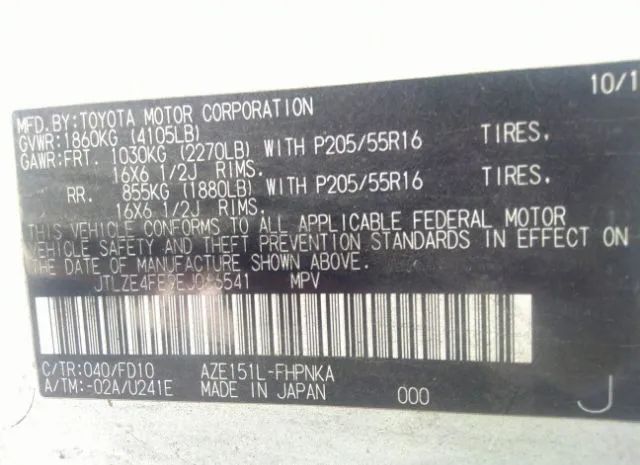 10/1
MFD.BY:TOYOTA MOTOR CORPORATION
GVWR:1860KG (4105LB)
GAWR:FRT. 1030KG (2270LB) WITH P205/55R16 TIRES.
16X6 1/2J RIMS.
RR. 855KG (1880LB) WITH P205/55R16 TIRES.
16X6 1/2J RIMS.
THIS VEHICLE CONFORMS TO ALL APPLICABLE FEDERAL MOTOR
VEHICLE SAFETY AND THEFT PREVENTION STANDARDS IN EFFECT ON
THE DATE OF MANUFACTURE SHOWN ABOVE.
MPV
C/TR:040/FD10 AZE151L-FHPNKA
A/TM:-02A/U241E MADE IN JAPAN 000 J